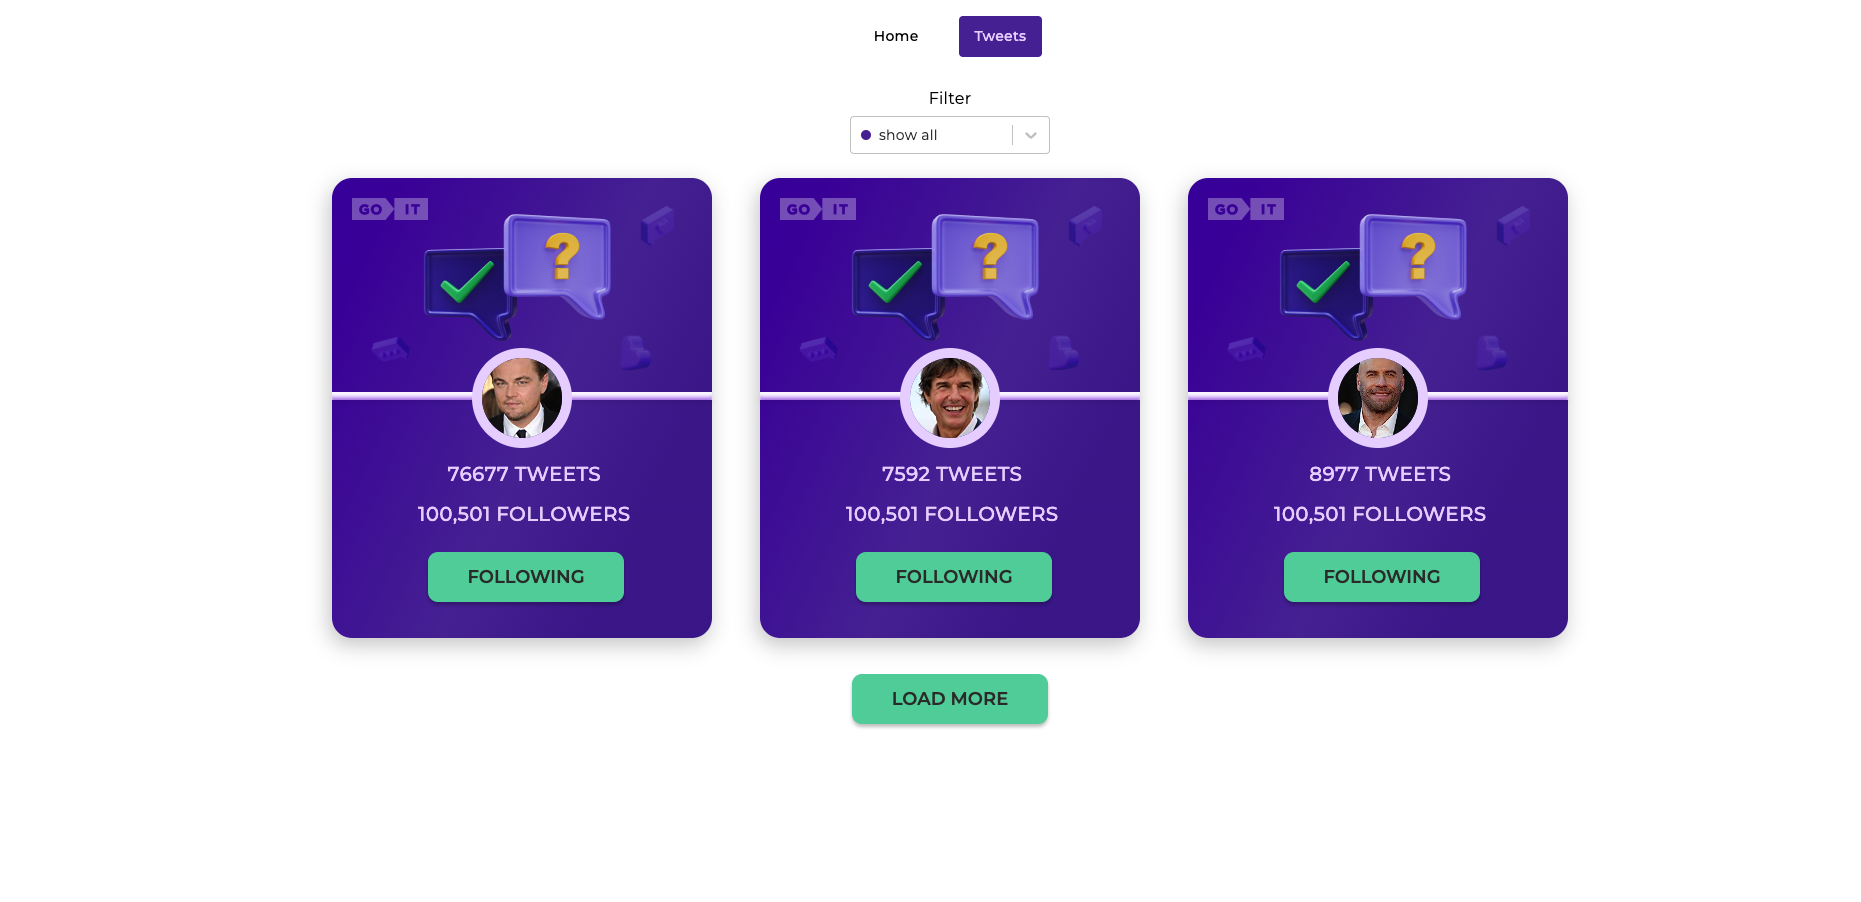 Home
Tweets
Filter
show all
GO IT
?
76677 TWEETS
100,501 FOLLOWERS
FOLLOWING
GO IT
?
7592 TWEETS
100,501 FOLLOWERS
FOLLOWING
GO IT
?
8977 TWEETS
100,501 FOLLOWERS
FOLLOWING
LOAD MORE